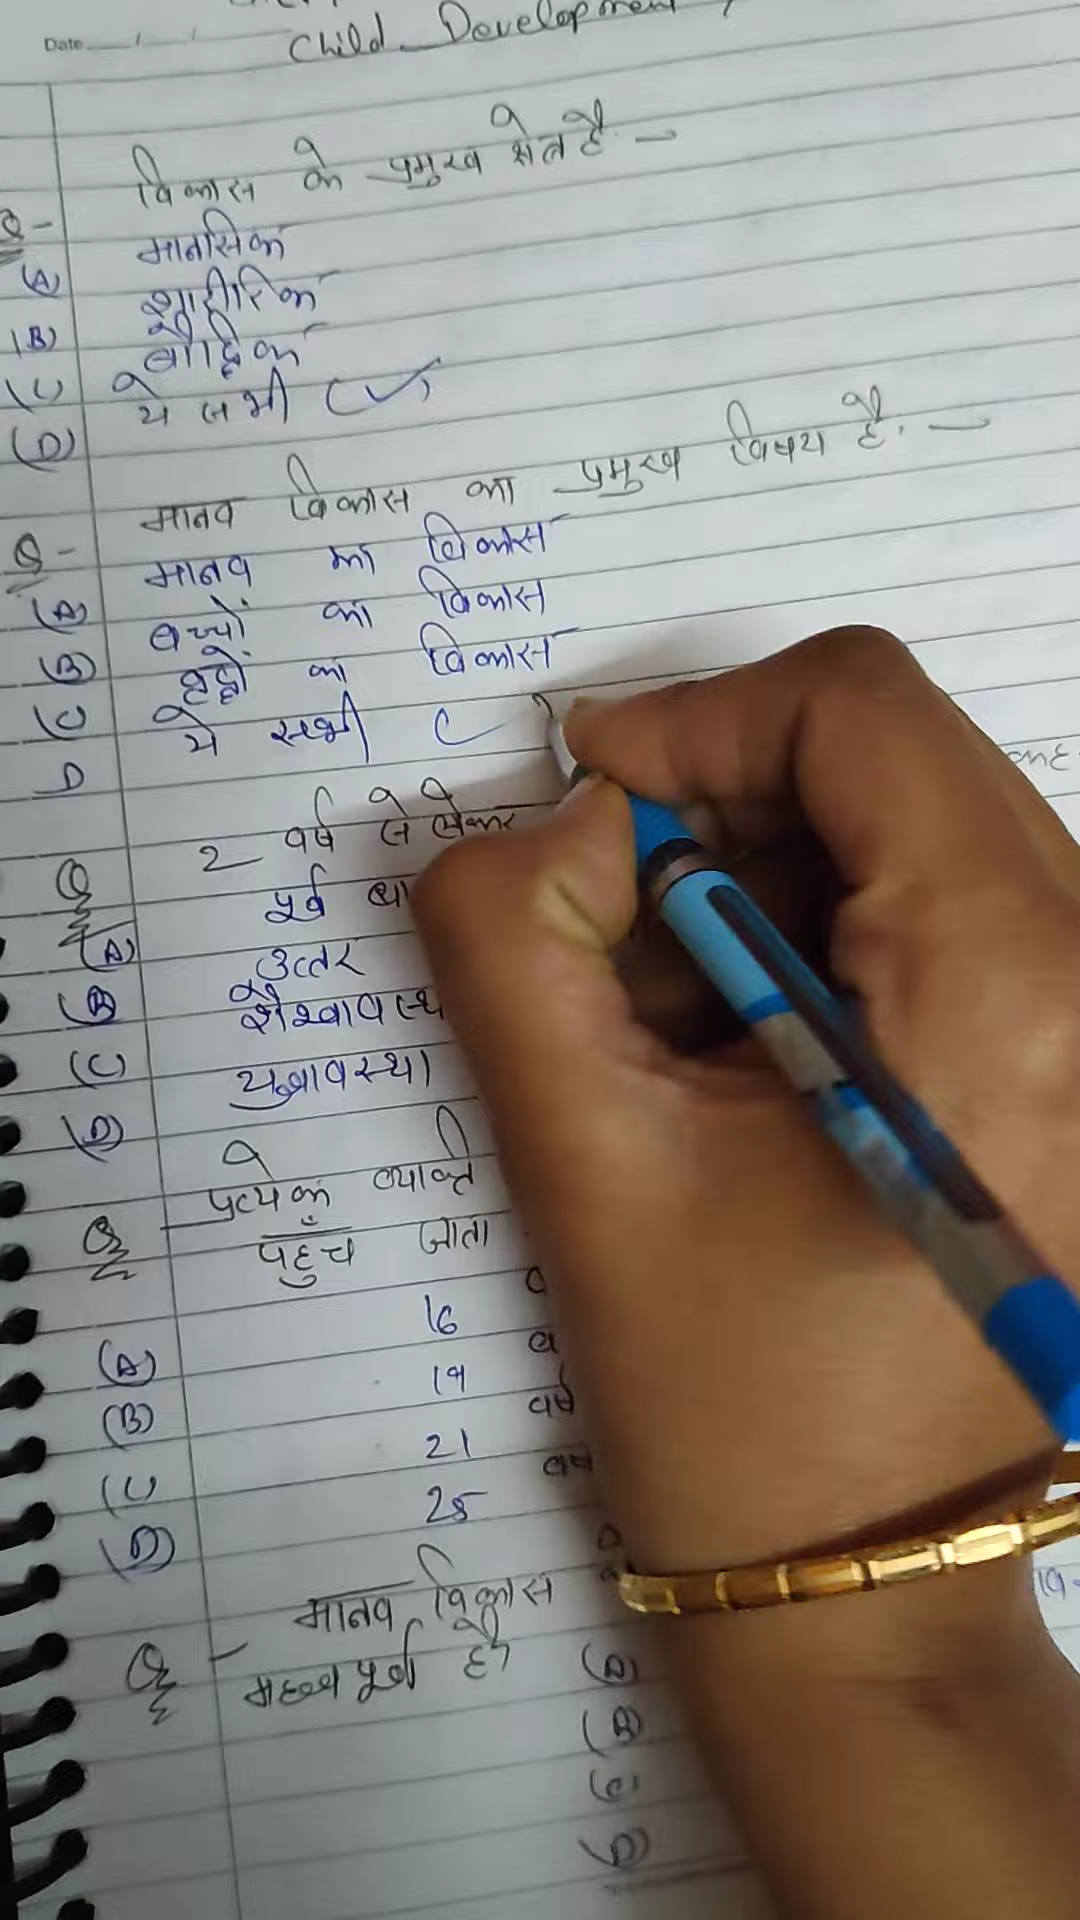 Date
Child Development
Q- विकास के प्रमुख क्षेत्र है -
(A) मानसिक
(B) शारीरिक
(C) बौद्धिक
(D) ये सभी
Q- मानव विकास का प्रमुख विषय है. -
(A) मानव का विकास
(B) बच्चों का विकास
(C) वृद्धों का विकास
D ये सभी
Q 2 वर्ष से लेकर
(A) पूर्व
(B) उत्तर
(C) शैश्वावस्था
(D) युवावस्था
Q प्रत्येक व्यक्ति
पहुँच जाता
(A) 16
(B) 19
(C) 21 वर्ष
(D) 25 वर्ष
Q मानव विकास
महत्वपूर्ण है
(A)
(B)
(C)
(D)